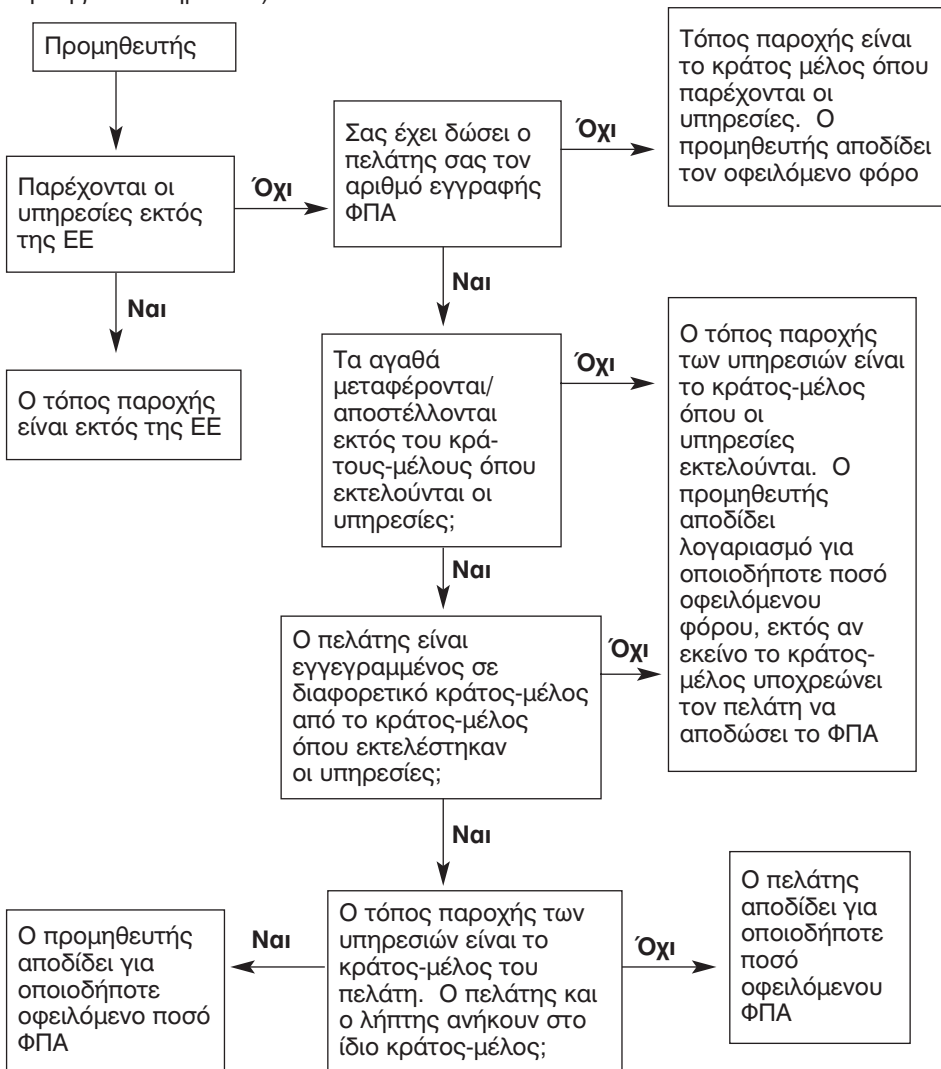 Προμηθευτής
Παρέχονται οι
υπηρεσίες εκτός
της ΕΕ
Όχι
Ναι
Ο τόπος παροχής
είναι εκτός της ΕΕ
Σας έχει δώσει ο
πελάτης σας τον
αριθμό εγγραφής
ΦΠΑ
Όχι
Τόπος παροχής είναι
το κράτος μέλος όπου
παρέχονται οι
υπηρεσίες. Ο
προμηθευτής αποδίδει
τον οφειλόμενο φόρο
Ναι
Τα αγαθά
μεταφέρονται/
αποστέλλονται
εκτός του κρά-
τους-μέλους όπου
εκτελούνται οι
υπηρεσίες;
Όχι
Ο τόπος παροχής
των υπηρεσιών είναι
το κράτος-μέλος
όπου οι
υπηρεσίες
εκτελούνται. Ο
προμηθευτής
αποδίδει
λογαριασμό για
οποιοδήποτε ποσό
οφειλόμενου
φόρου, εκτός αν
εκείνο το κράτος-
μέλος υποχρεώνει
τον πελάτη να
αποδώσει το ΦΠΑ
Ναι
Ο πελάτης είναι
εγγεγραμμένος σε
διαφορετικό κράτος-μέλος
από το κράτος-μέλος
όπου εκτελέστηκαν
οι υπηρεσίες;
Όχι
Ναι
Ο τόπος παροχής των
υπηρεσιών είναι το
κράτος-μέλος του
πελάτη. Ο πελάτης και
ο λήπτης ανήκουν στο
ίδιο κράτος-μέλος;
Ναι
Ο προμηθευτής
αποδίδει για
οποιοδήποτε
οφειλόμενο ποσό
ΦΠΑ
Όχι
Ο πελάτης
αποδίδει για
οποιοδήποτε
ποσό
οφειλόμενου
ΦΠΑ